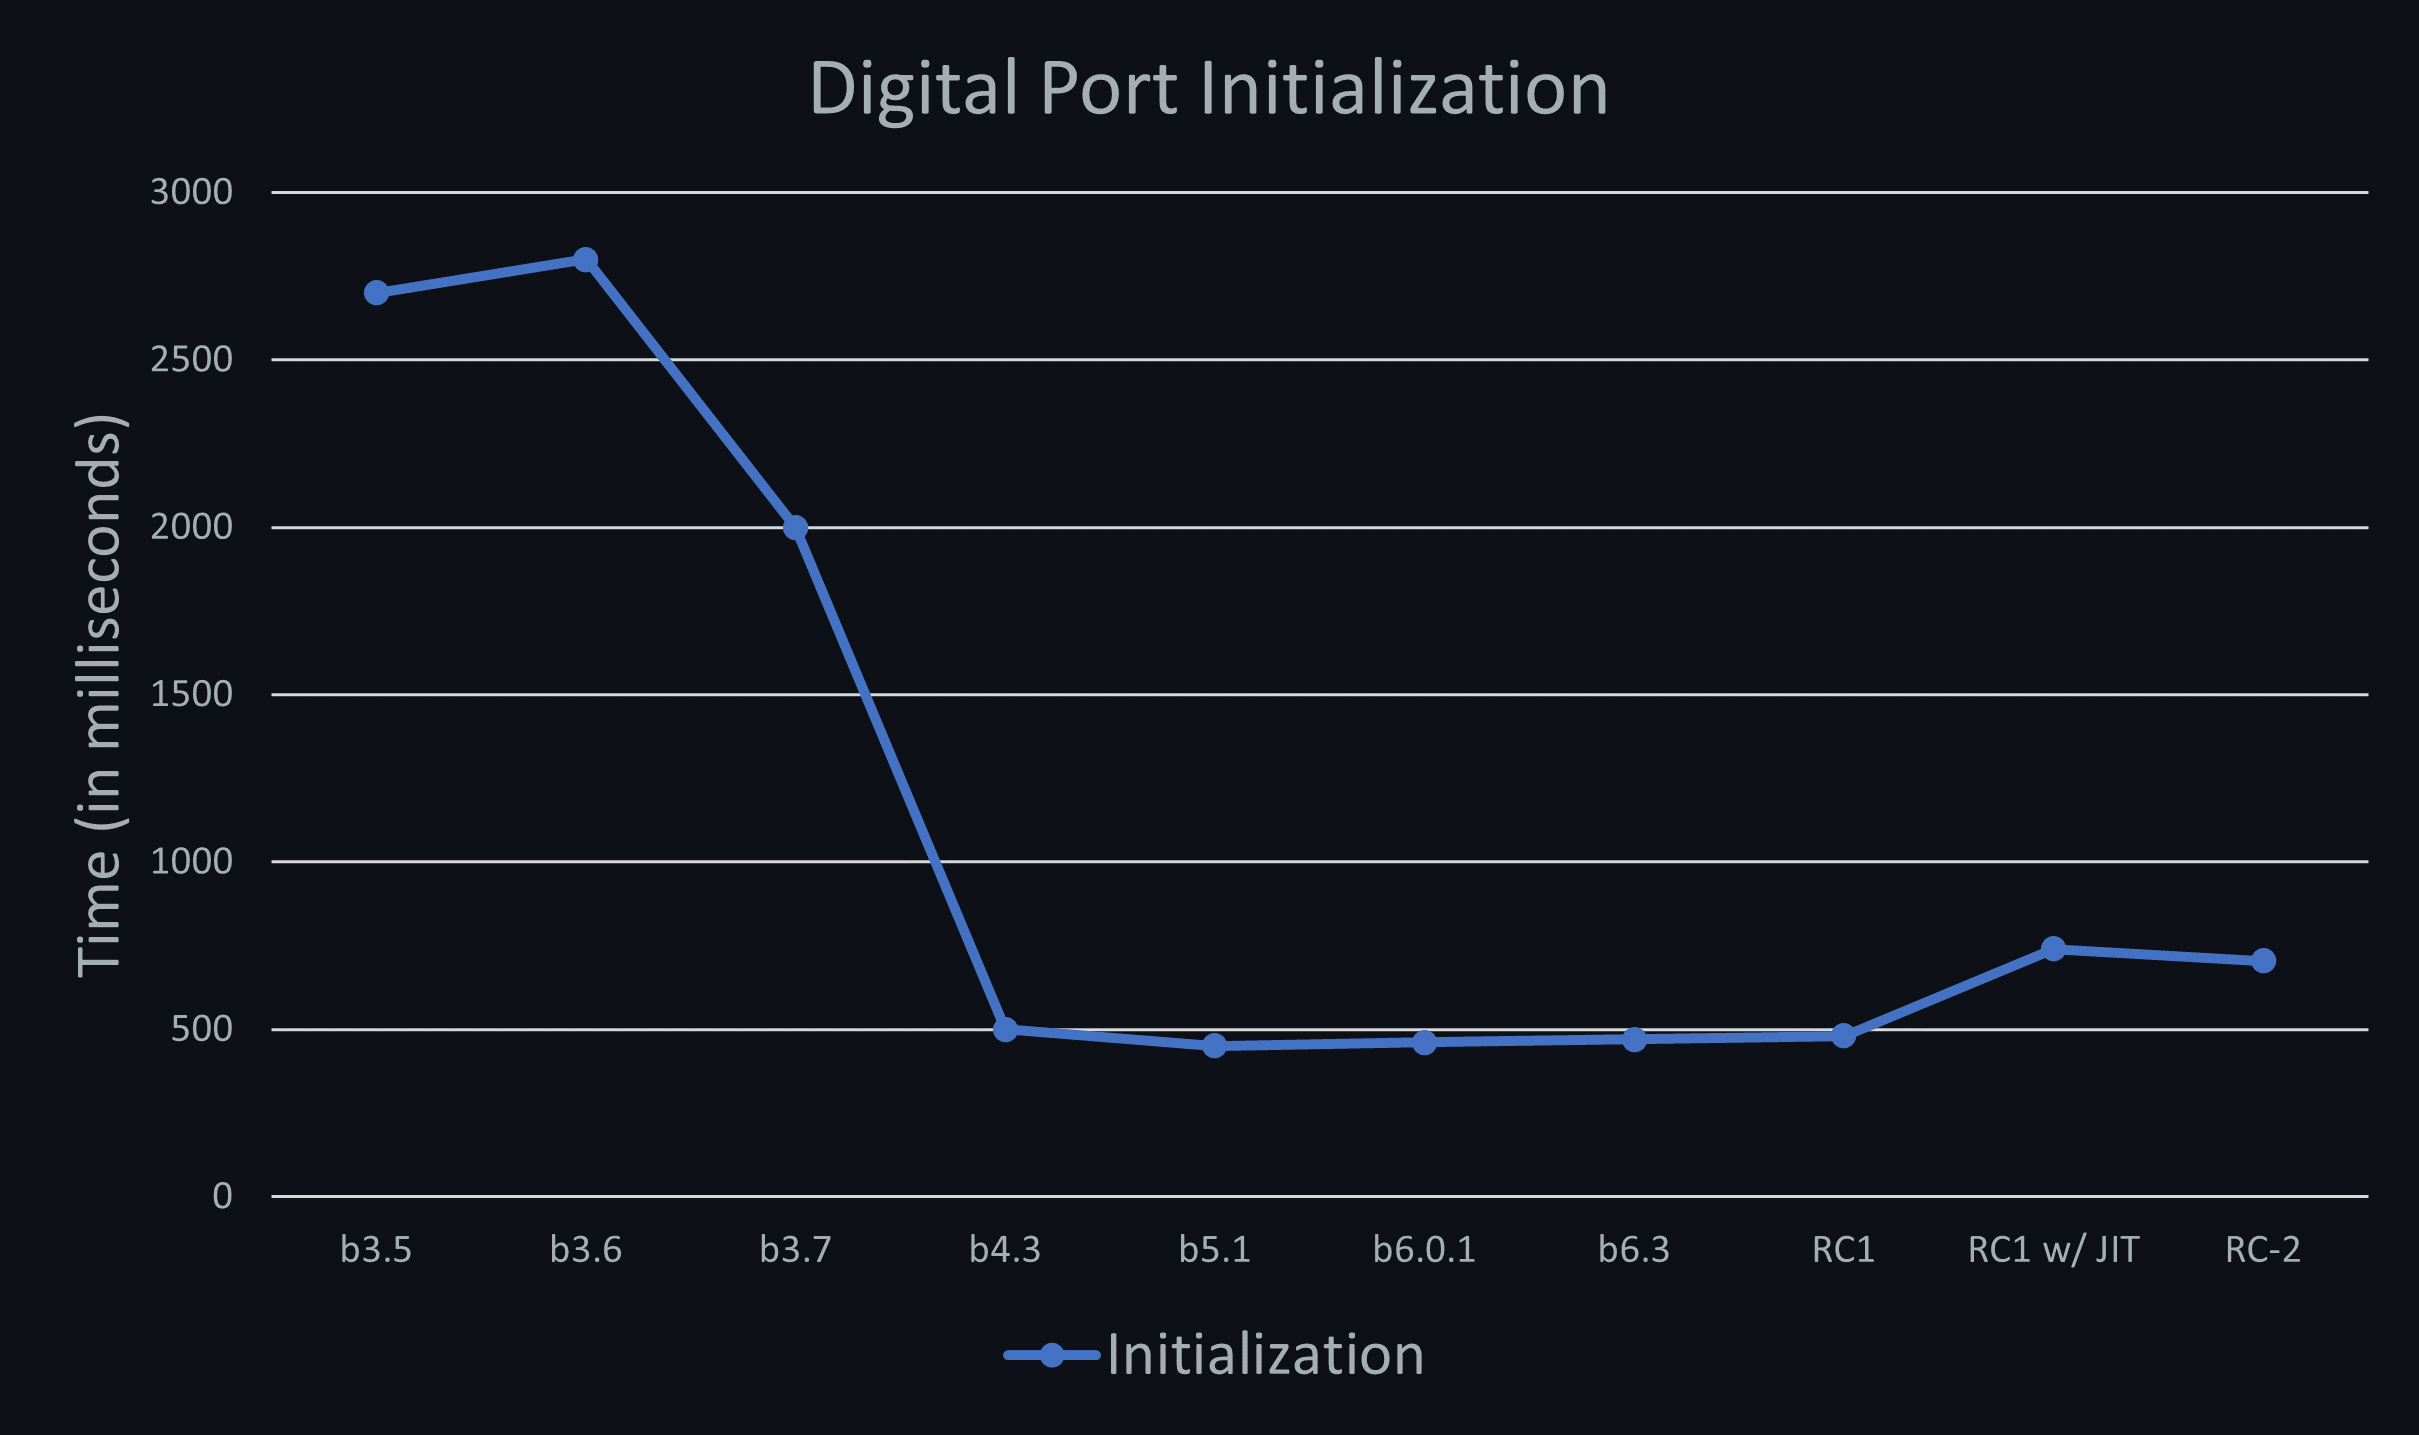 Digital Port Initialization
Time (in milliseconds)
3000
2500
2000
1500
1000
500
0
b3.5 b3.6 b3.7 b4.3 b5.1 b6.0.1 b6.3 RC1 RC1 w/ JIT RC-2
Initialization